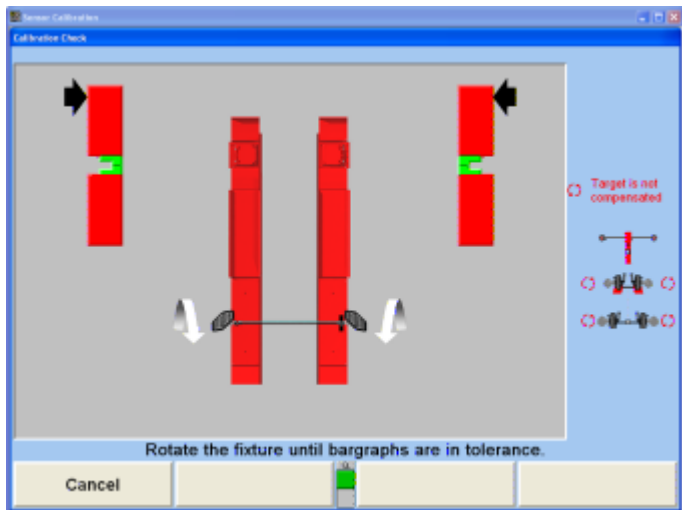 Sensor Calibration
Calibration Check
Target is not
compensated
Rotate the fixture until bargraphs are in tolerance.
Cancel